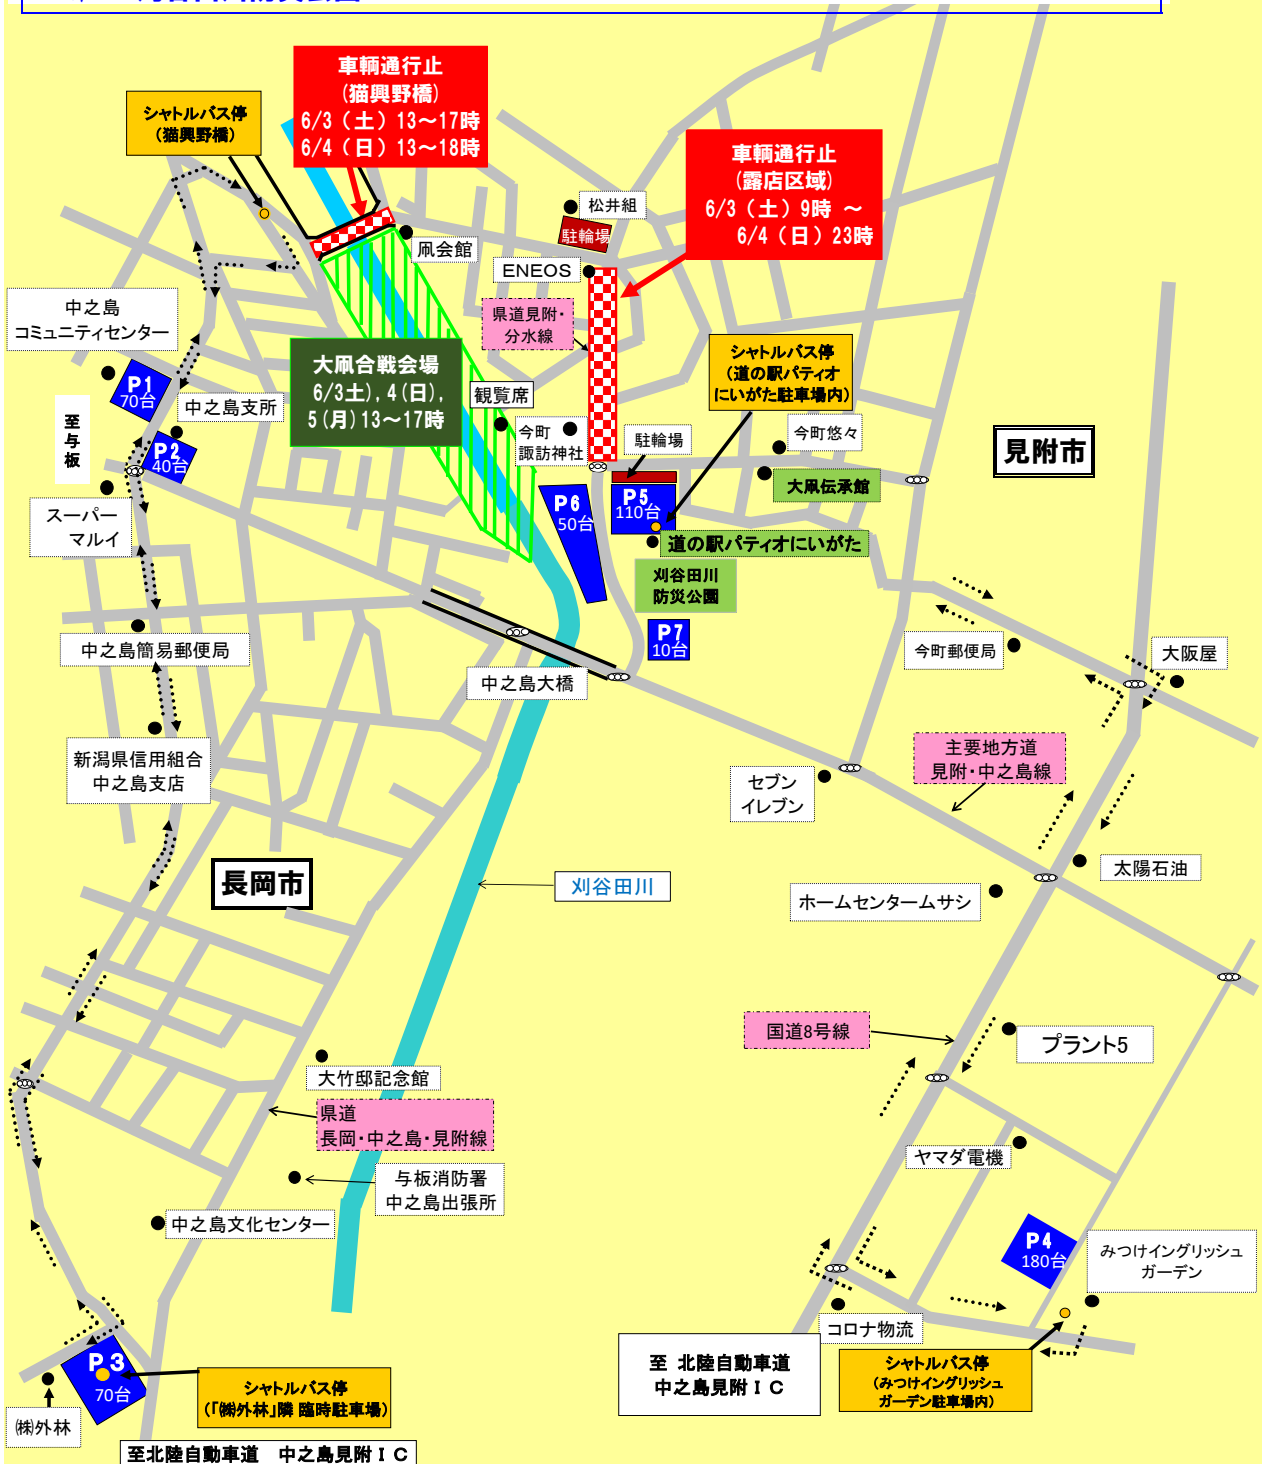 車輌通行止
(猫興野橋)
6/3（土）13～17時
6/4（日）13～18時
シャトルバス停
(猫興野橋)
車輌通行止
(露店区域)
6/3（土）9時 ～
6/4（日）23時
松井組
駐輪場
凧会館
ENEOS
県道見附・
分水線
中之島
コミュニティセンター
P1
70台
中之島支所
至与板
P2
40台
大凧合戦会場
6/3土),4(日),
5(月)13～17時
観覧席
今町
諏訪神社
シャトルバス停
(道の駅パティオ
にいがた駐車場内)
駐輪場
今町悠々
大凧伝承館
見附市
スーパー
マルイ
P6
50台
P5
110台
道の駅パティオにいがた
刈谷田川
防災公園
P7
10台
中之島簡易郵便局
中之島大橋
今町郵便局
大阪屋
新潟県信用組合
中之島支店
主要地方道
見附・中之島線
セブン
イレブン
長岡市
刈谷田川
太陽石油
ホームセンタームサシ
国道8号線
プラント5
大竹邸記念館
県道
長岡・中之島・見附線
ヤマダ電機
与板消防署
中之島出張所
中之島文化センター
P4
180台
みつけイングリッシュ
ガーデン
コロナ物流
至 北陸自動車道
中之島見附ＩＣ
シャトルバス停
(みつけイングリッシュ
ガーデン駐車場内)
P3
70台
シャトルバス停
(「㈱外林」隣 臨時駐車場)
㈱外林
至北陸自動車道　中之島見附ＩＣ